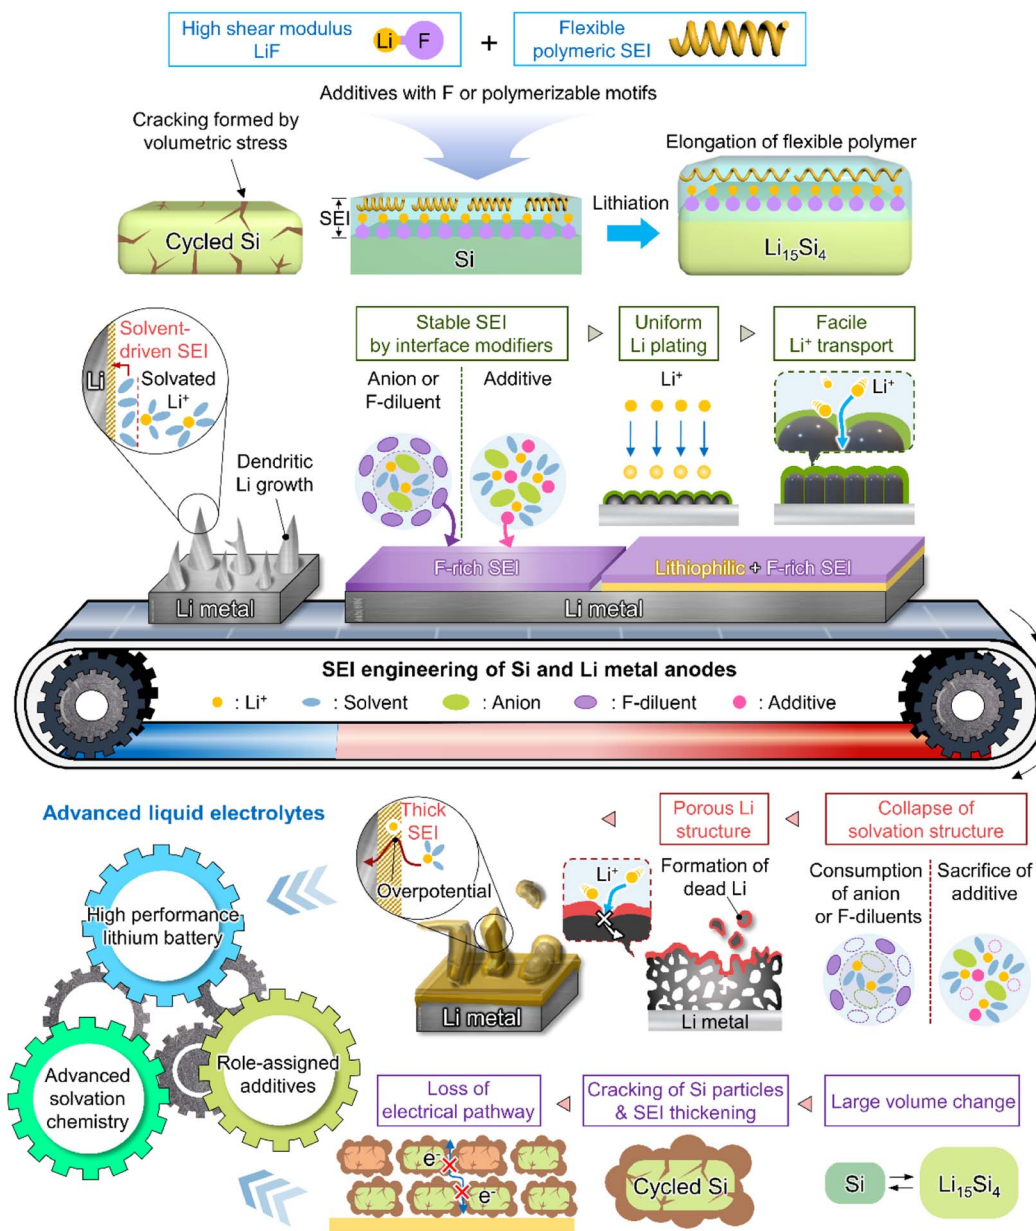 High shear modulus
LiF
Li
F
+
Flexible
polymeric SEI
Additives with F or polymerizable motifs
Cracking formed by
volumetric stress
Cycled Si
SEI
Si
Lithiation
Elongation of flexible polymer
Li₁₅Si₄
Solvent-
driven SEI
Li
Solvated
Li⁺
Dendritic
Li growth
Li metal
Stable SEI
by interface modifiers
Uniform
Li plating
Facile
Li⁺ transport
Anion or
F-diluent
Additive
Li⁺
Li⁺
F-rich SEI
Lithiophilic + F-rich SEI
Li metal
SEI engineering of Si and Li metal anodes
: Li⁺
: Solvent
: Anion
: F-diluent
: Additive
Advanced liquid electrolytes
High performance
lithium battery
Advanced
solvation
chemistry
Role-assigned
additives
Thick
SEI
Overpotential
Li metal
Porous Li
structure
Collapse of
solvation structure
Formation of
dead Li
Li⁺
Li metal
Consumption
of anion
or F-diluents
Sacrifice of
additive
Loss of
electrical pathway
Cracking of Si particles
& SEI thickening
Large volume change
e⁻
e⁻
Cycled Si
Si
Li₁₅Si₄